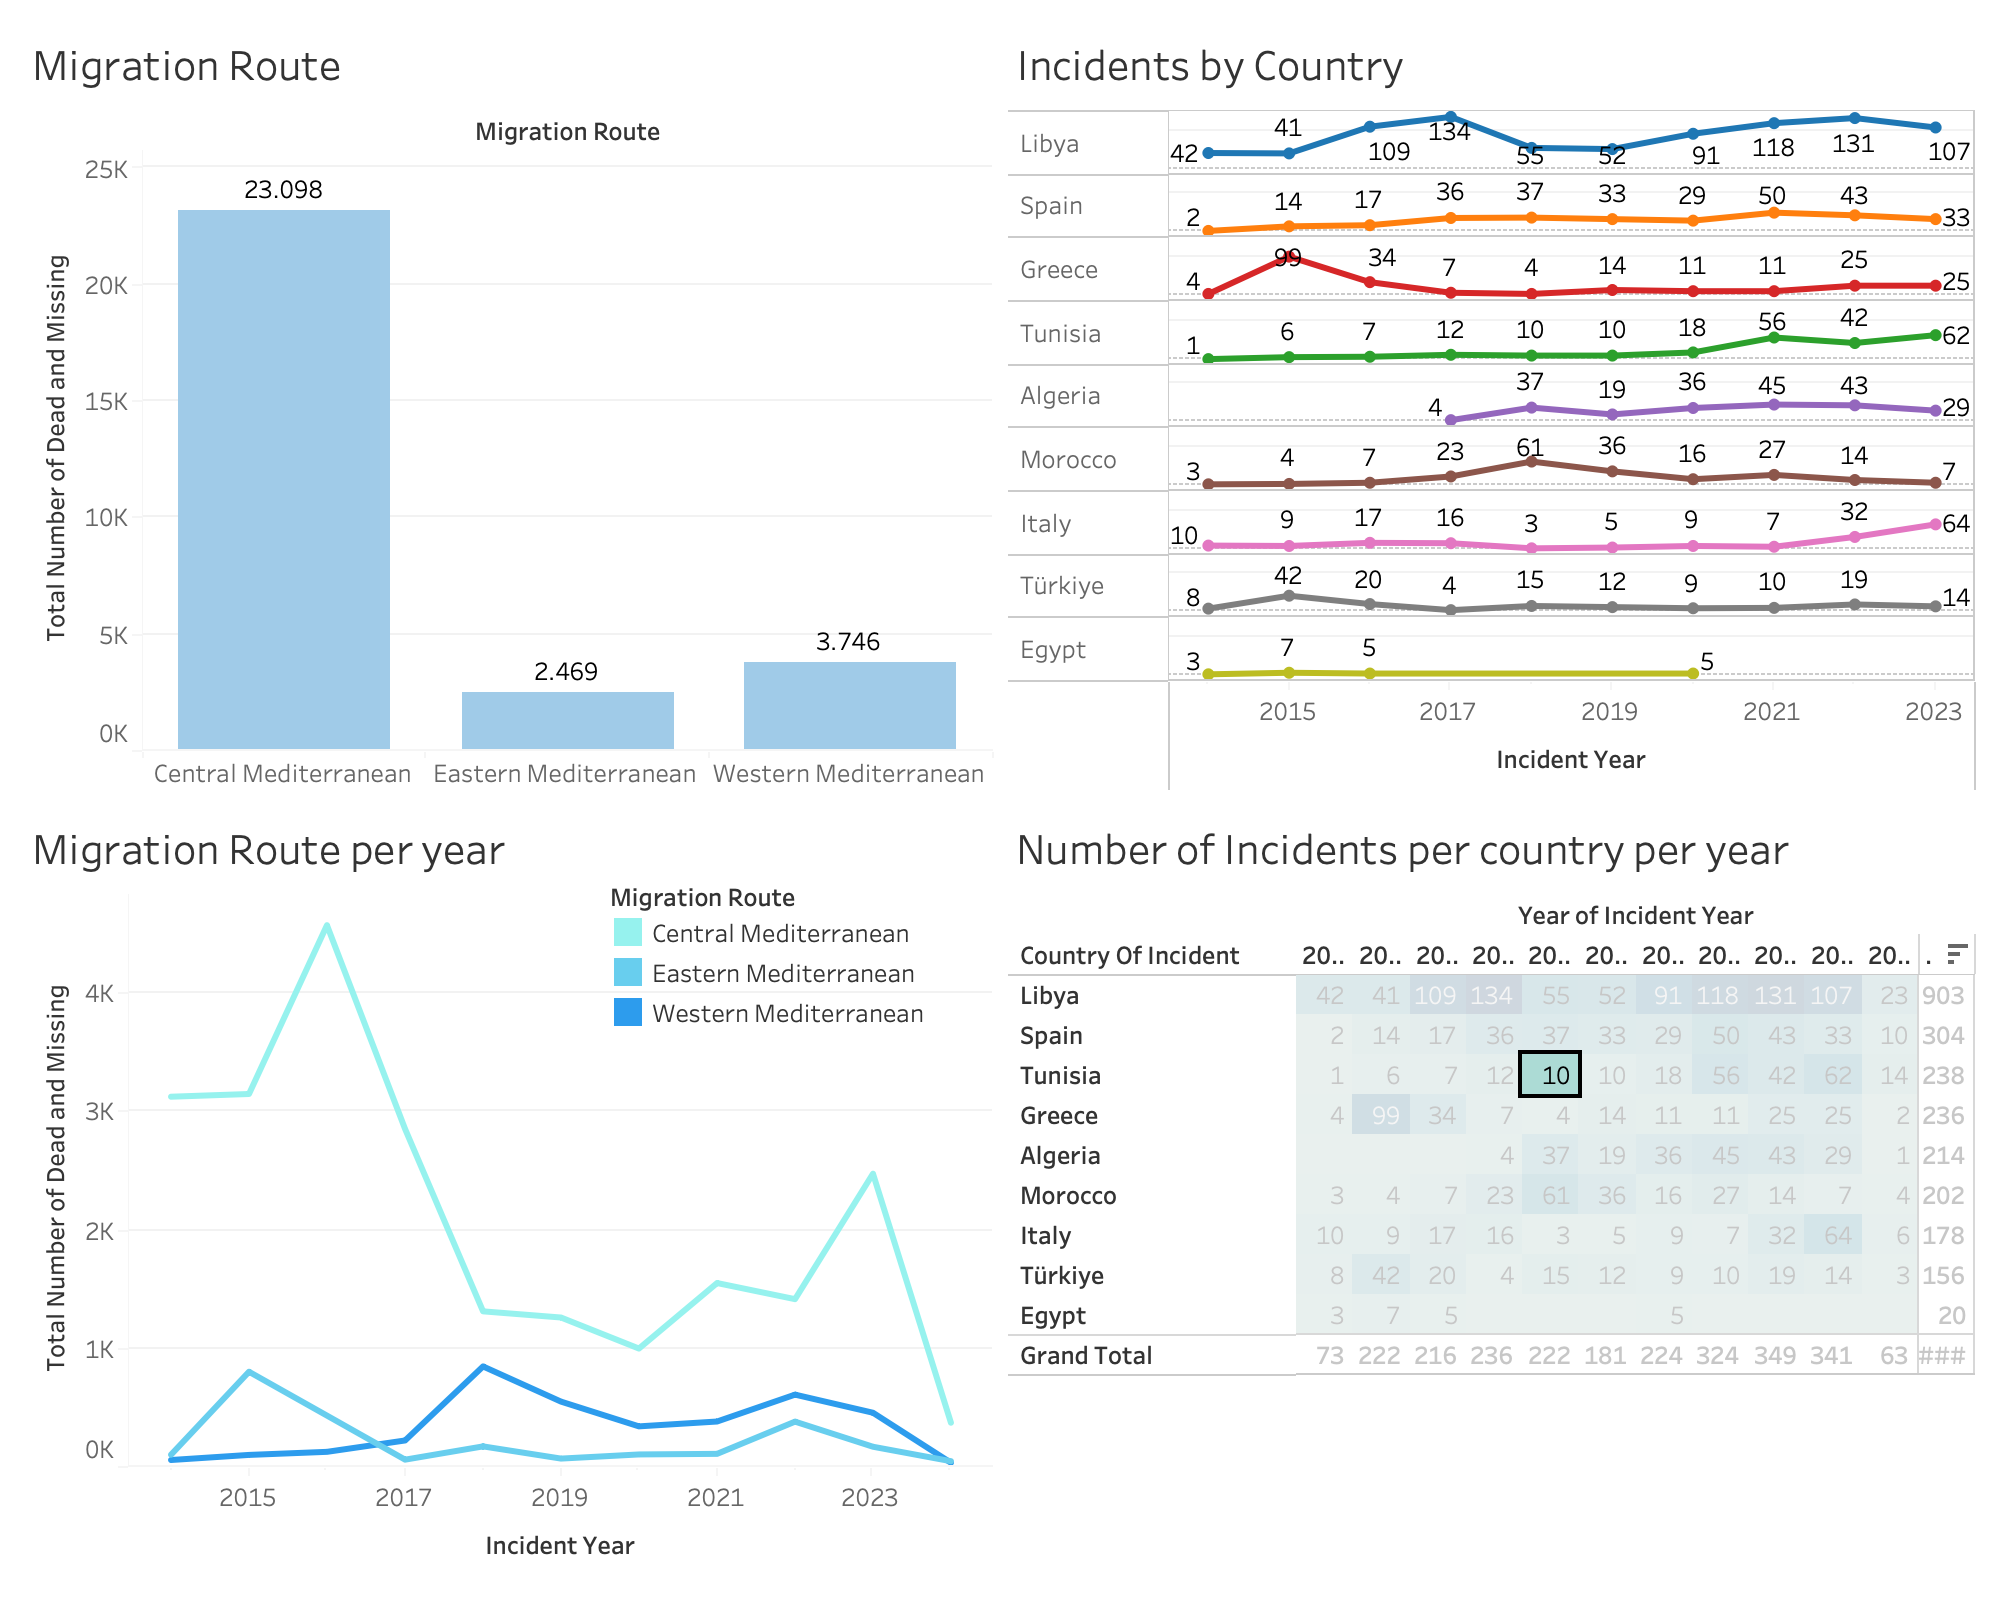 Migration Route
Migration Route
Total Number of Dead and Missing
25K
20K
15K
10K
5K
0K
23.098
2.469
3.746
Central Mediterranean
Eastern Mediterranean
Western Mediterranean
Incidents by Country
Libya 42 41 109 134 55 52 91 118 131 107
Spain 2 14 17 36 37 33 29 50 43 33
Greece 4 99 34 7 4 14 11 11 25 25
Tunisia 1 6 7 12 10 10 18 56 42 62
Algeria 4 37 19 36 45 43 29
Morocco 3 4 7 23 61 36 16 27 14 7
Italy 10 9 17 16 3 5 9 7 32 64
Türkiye 8 42 20 4 15 12 9 10 19 14
Egypt 3 7 5 5
2015 2017 2019 2021 2023
Incident Year
Migration Route per year
Migration Route
Central Mediterranean
Eastern Mediterranean
Western Mediterranean
Total Number of Dead and Missing
4K
3K
2K
1K
0K
2015 2017 2019 2021 2023
Incident Year
Number of Incidents per country per year
Year of Incident Year
Country Of Incident 20.. 20.. 20.. 20.. 20.. 20.. 20.. 20.. 20.. 20.. 20.. .
Libya 42 41 109 134 55 52 91 118 131 107 23 903
Spain 2 14 17 36 37 33 29 50 43 33 10 304
Tunisia 1 6 7 12 10 10 18 56 42 62 14 238
Greece 4 99 34 7 4 14 11 11 25 25 2 236
Algeria 4 37 19 36 45 43 29 1 214
Morocco 3 4 7 23 61 36 16 27 14 7 4 202
Italy 10 9 17 16 3 5 9 7 32 64 6 178
Türkiye 8 42 20 4 15 12 9 10 19 14 3 156
Egypt 3 7 5 5 20
Grand Total 73 222 216 236 222 181 224 324 349 341 63 ###